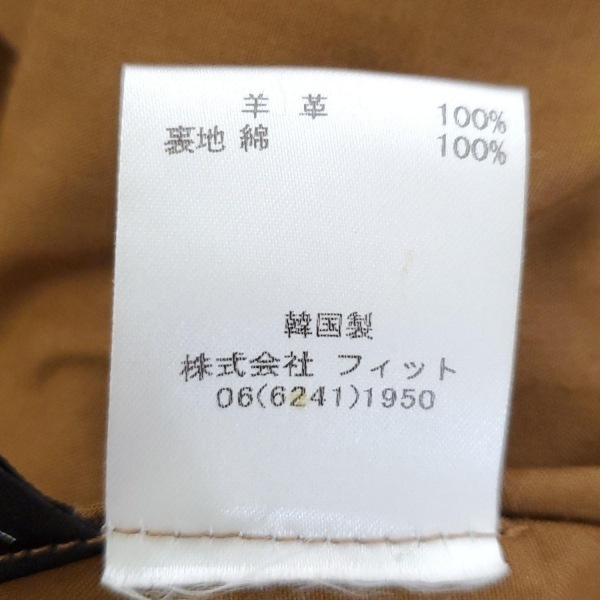 羊 革 100%
裏地 綿 100%
韓国製
株式会社 フィット
06(6241)1950